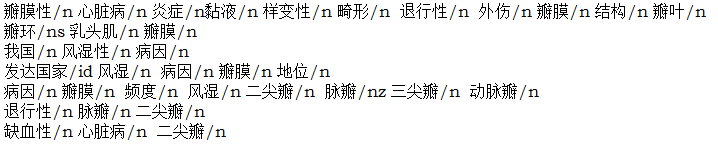 瓣膜性/n 心脏病/n 炎症/n黏液/n 样变性/n 畸形/n 退行性/n 外伤/n 瓣膜/n 结构/n 瓣叶/n
瓣环/ns 乳头肌/n 瓣膜/n
我国/n 风湿性/n 病因/n
发达国家/id 风湿/n 病因/n 瓣膜/n 地位/n
病因/n 瓣膜/n 频度/n 风湿/n 二尖瓣/n 脉瓣/nz 三尖瓣/n 动脉瓣/n
退行性/n 脉瓣/n 二尖瓣/n
缺血性/n 心脏病/n 二尖瓣/n